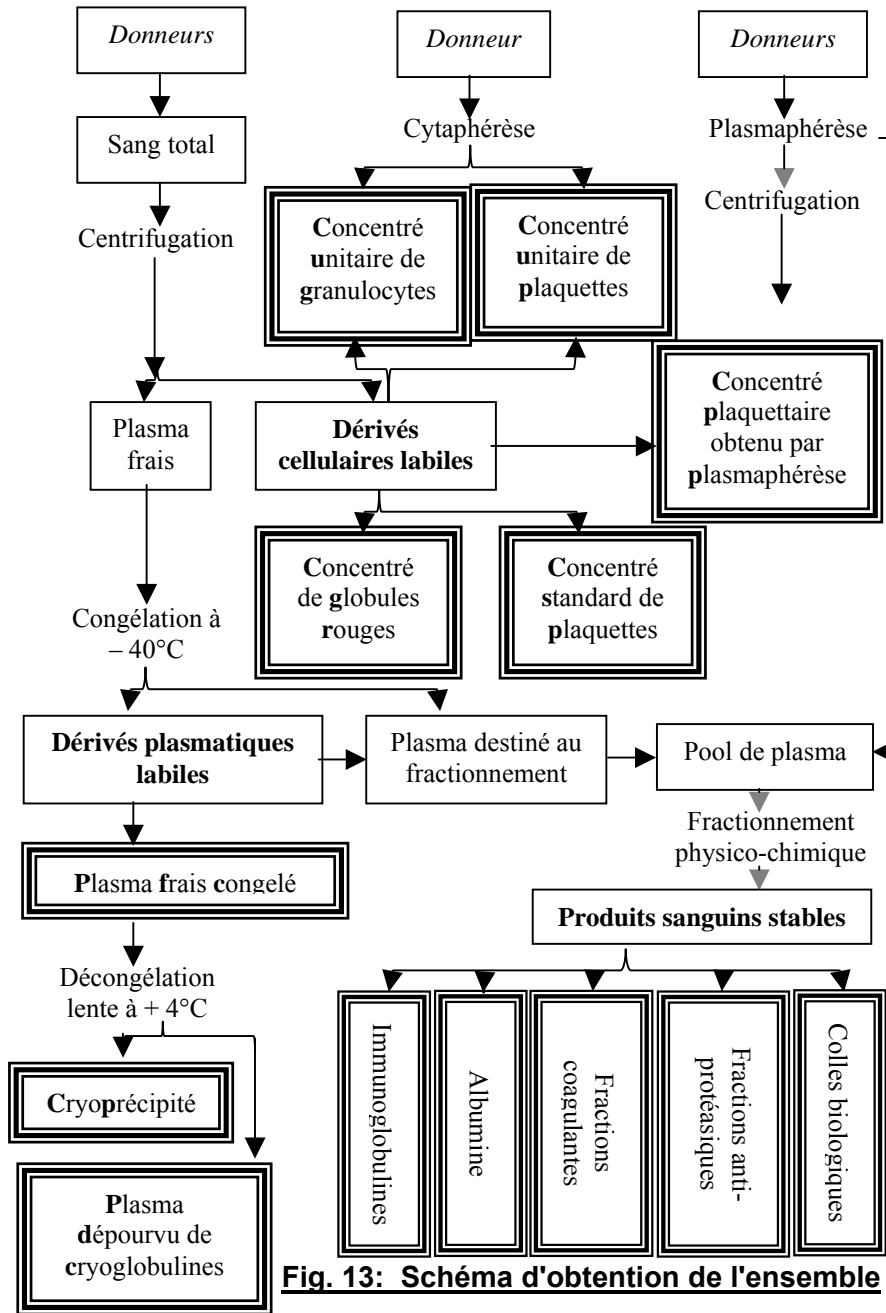 Donneurs
Donneur
Donneurs
Sang total
Cytaphérèse
Plasmaphérèse
Centrifugation
Concentré
unitaire de
granulocytes
Concentré
unitaire de
plaquettes
Centrifugation
Plasma
frais
Dérivés
cellulaires labiles
Concentré
plaquettaire
obtenu par
plasmaphérèse
Concentré
de globules
rouges
Concentré
standard de
plaquettes
Congélation à
– 40°C
Dérivés plasmatiques
labiles
Plasma destiné au
fractionnement
Pool de plasma
Fractionnement
physico-chimique
Plasma frais congelé
Produits sanguins stables
Décongélation
lente à + 4°C
Cryoprécipité
Plasma
dépourvu de
cryoglobulines
Immunoglobulines
Albumine
Fractions
coagulantes
Fractions anti-
protéasiques
Colles biologiques
Fig. 13: Schéma d'obtention de l'ensemble